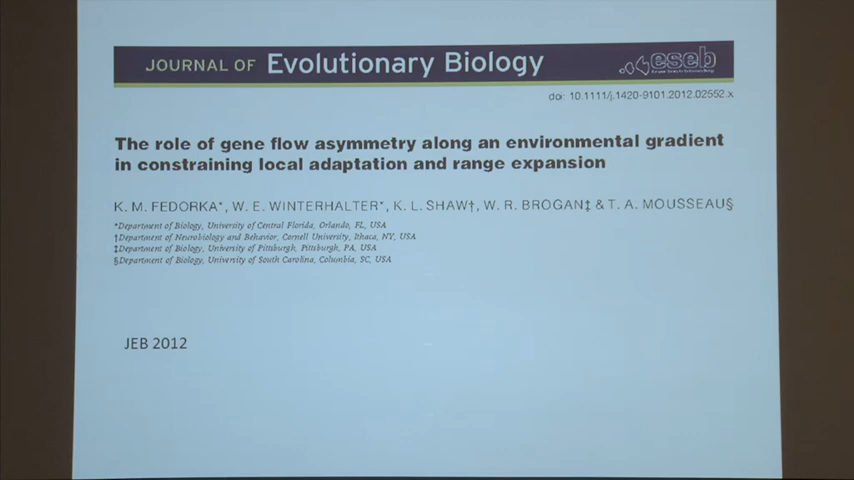 JOURNAL OF Evolutionary Biology
eseb
doi: 10.1111/j.1420-9101.2012.02552.x
The role of gene flow asymmetry along an environmental gradient
in constraining local adaptation and range expansion
K. M. FEDORKA*, W. E. WINTERHALTER*, K. L. SHAW†, W. R. BROGAN‡ & T. A. MOUSSEAU§
*Department of Biology, University of Central Florida, Orlando, FL, USA
†Department of Neurobiology and Behavior, Cornell University, Ithaca, NY, USA
‡Department of Biology, University of Pittsburgh, Pittsburgh, PA, USA
§Department of Biology, University of South Carolina, Columbia, SC, USA
JEB 2012